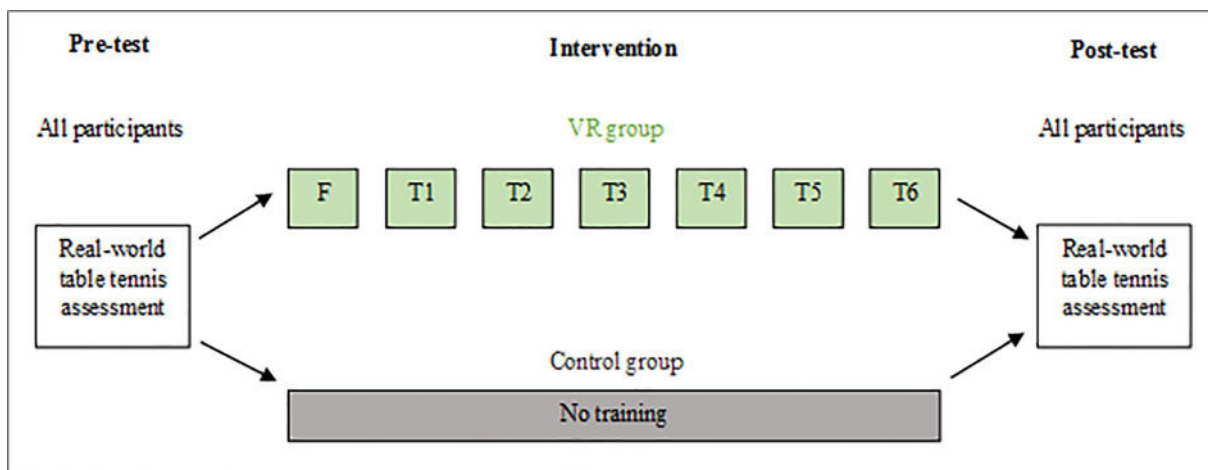 Pre-test
Intervention
Post-test
All participants
VR group
All participants
F
T1
T2
T3
T4
T5
T6
Real-world
table tennis
assessment
Real-world
table tennis
assessment
Control group
No training